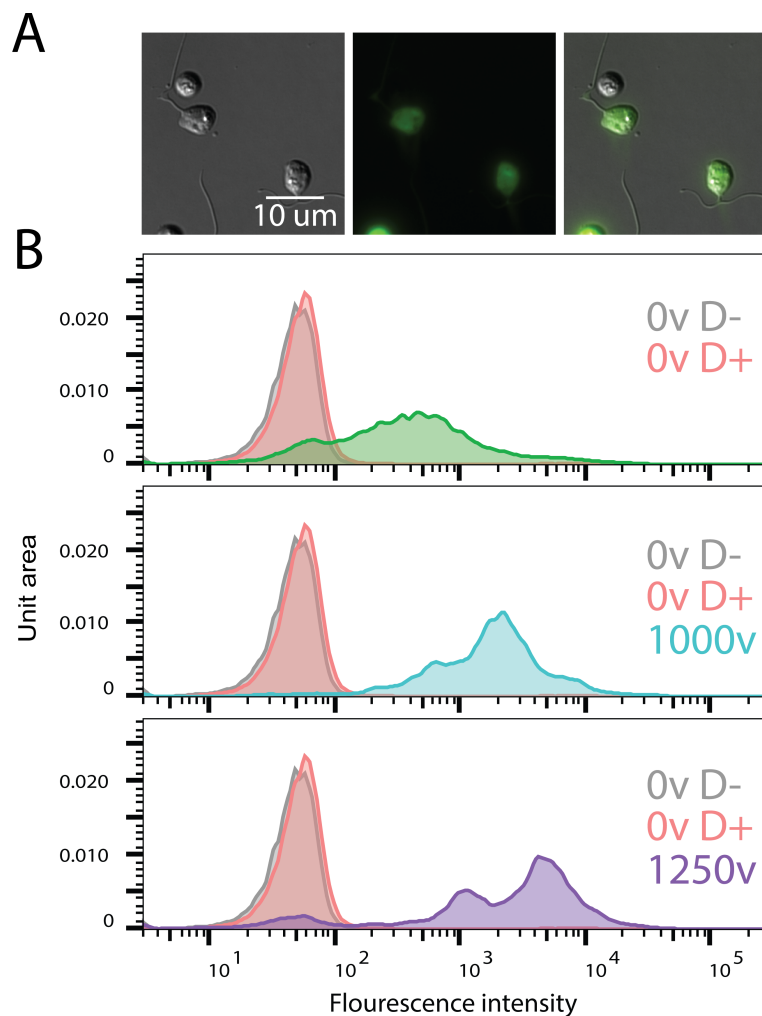 A
10 um
B
0.020
0.010
0
0v D-
0v D+
0.020
0.010
0
0v D-
0v D+
1000v
0.020
0.010
0
0v D-
0v D+
1250v
Unit area
10¹
10²
10³
10⁴
10⁵
Flourescence intensity